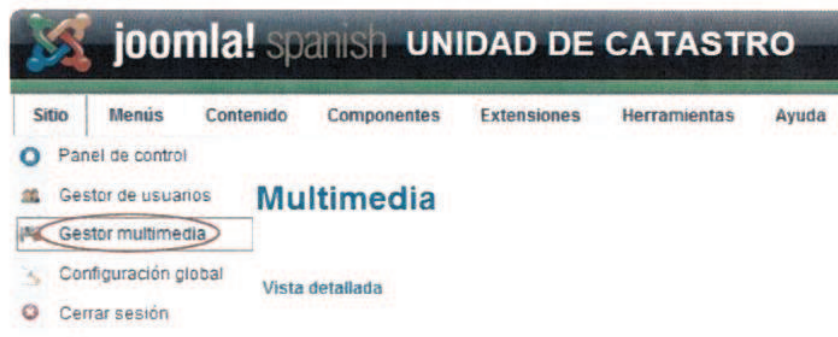 joomla! spanish UNIDAD DE CATASTRO
Sitio Menús Contenido Componentes Extensiones Herramientas Ayuda
Panel de control
Gestor de usuarios
Multimedia
Gestor multimedia
Configuración global
Vista detallada
Cerrar sesión